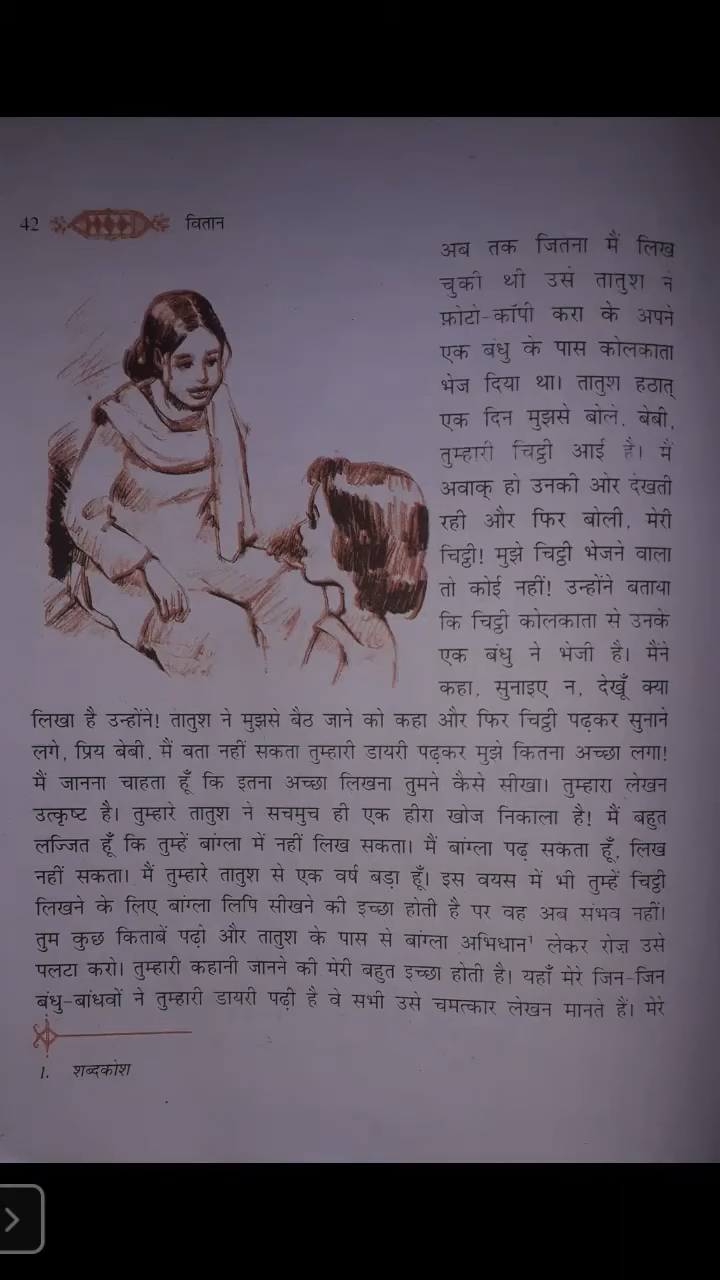 42
वितान
अब तक जितना मैं लिख
चुकी थी उसे तातुश ने
फ़ोटो-कॉपी करा के अपने
एक बंधु के पास कोलकाता
भेज दिया था। तातुश हठात्
एक दिन मुझसे बोले, बेबी,
तुम्हारी चिट्ठी आई है। मैं
अवाक् हो उनकी ओर देखती
रही और फिर बोली, मेरी
चिट्ठी! मुझे चिट्ठी भेजने वाला
तो कोई नहीं! उन्होंने बताया
कि चिट्ठी कोलकाता से उनके
एक बंधु ने भेजी है। मैंने
कहा, सुनाइए न, देखूँ क्या
लिखा है उन्होंने! तातुश ने मुझसे बैठ जाने को कहा और फिर चिट्ठी पढ़कर सुनाने
लगे, प्रिय बेबी, मैं बता नहीं सकता तुम्हारी डायरी पढ़कर मुझे कितना अच्छा लगा!
मैं जानना चाहता हूँ कि इतना अच्छा लिखना तुमने कैसे सीखा। तुम्हारा लेखन
उत्कृष्ट है। तुम्हारे तातुश ने सचमुच ही एक हीरा खोज निकाला है! मैं बहुत
लज्जित हूँ कि तुम्हें बांग्ला में नहीं लिख सकता। मैं बांग्ला पढ़ सकता हूँ, लिख
नहीं सकता। मैं तुम्हारे तातुश से एक वर्ष बड़ा हूँ। इस वयस में भी तुम्हें चिट्ठी
लिखने के लिए बांग्ला लिपि सीखने की इच्छा होती है पर वह अब संभव नहीं।
तुम कुछ किताबें पढ़ो और तातुश के पास से बांग्ला अभिधान¹ लेकर रोज़ उसे
पलटा करो। तुम्हारी कहानी जानने की मेरी बहुत इच्छा होती है। यहाँ मेरे जिन-जिन
बंधु-बांधवों ने तुम्हारी डायरी पढ़ी है वे सभी उसे चमत्कार लेखन मानते हैं। मेरे
1. शब्दकोश